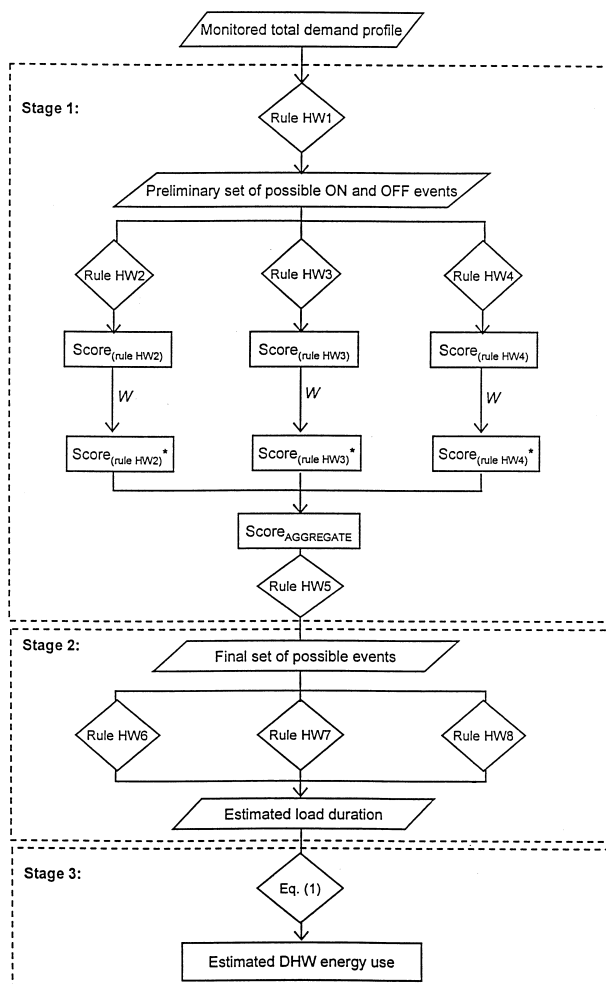 Monitored total demand profile
Stage 1:
Rule HW1
Preliminary set of possible ON and OFF events
Rule HW2
Rule HW3
Rule HW4
Score(rule HW2)
Score(rule HW3)
Score(rule HW4)
W
W
W
Score(rule HW2)*
Score(rule HW3)*
Score(rule HW4)*
ScoreAGGREGATE
Rule HW5
Stage 2:
Final set of possible events
Rule HW6
Rule HW7
Rule HW8
Estimated load duration
Stage 3:
Eq. (1)
Estimated DHW energy use